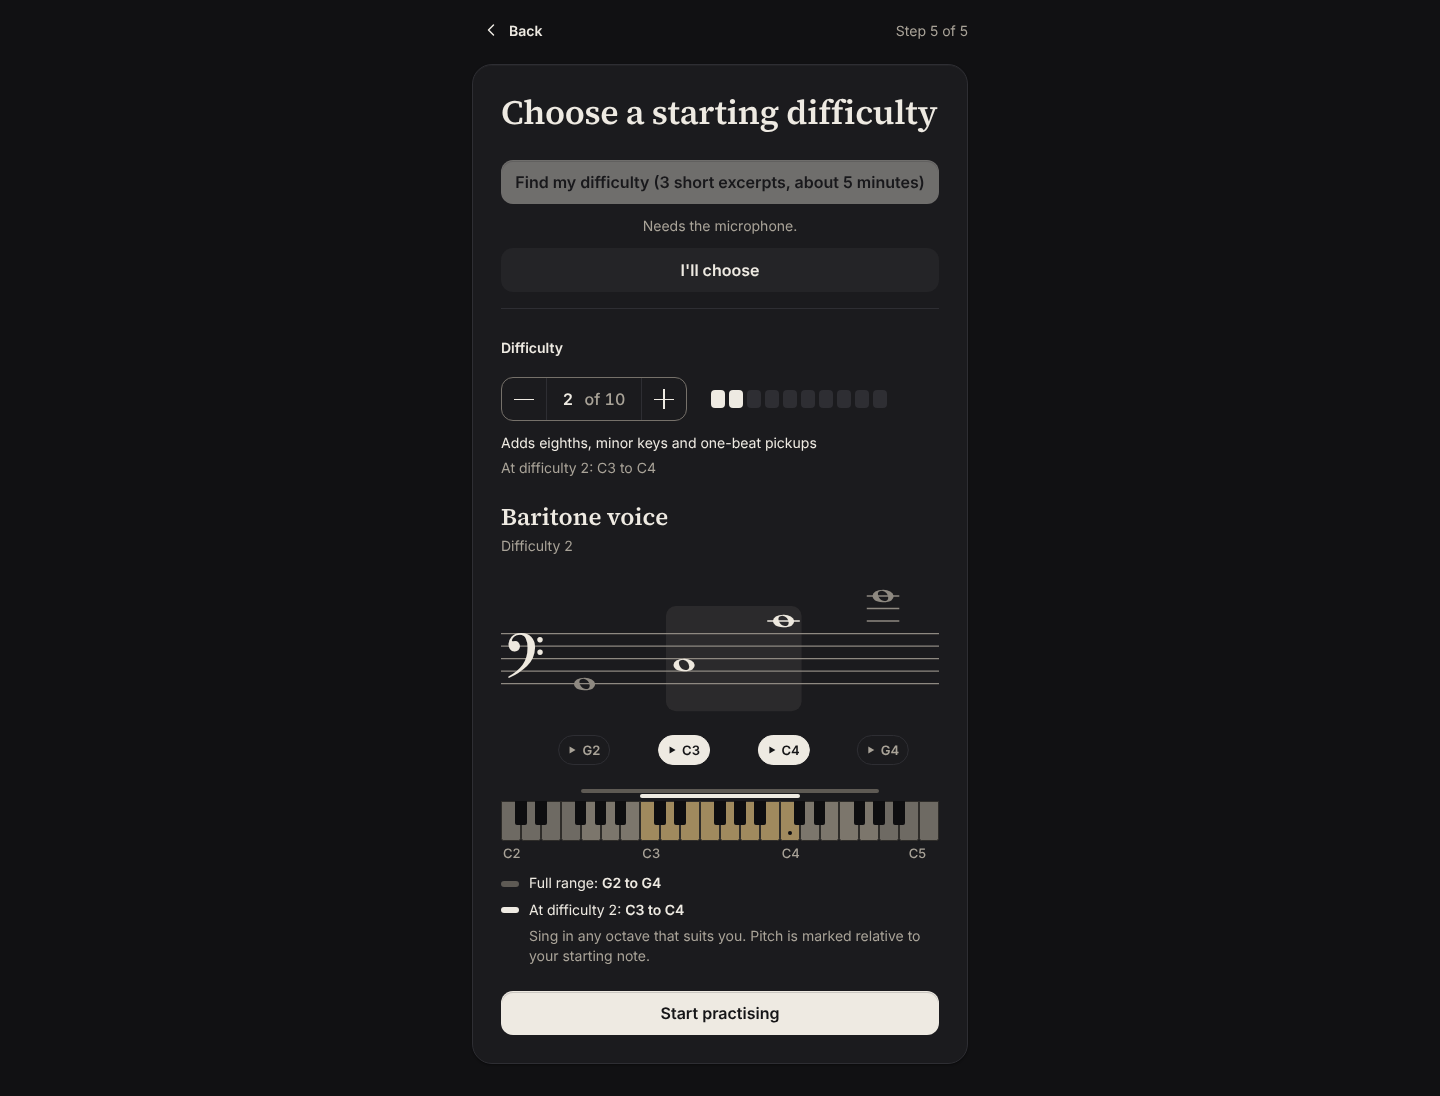 Back
Step 5 of 5
Choose a starting difficulty
Find my difficulty (3 short excerpts, about 5 minutes)
Needs the microphone.
I'll choose
Difficulty
2 of 10
Adds eighths, minor keys and one-beat pickups
At difficulty 2: C3 to C4
Baritone voice
Difficulty 2
G2 C3 C4 G4
C2 C3 C4 C5
Full range: G2 to G4
At difficulty 2: C3 to C4
Sing in any octave that suits you. Pitch is marked relative to
your starting note.
Start practising